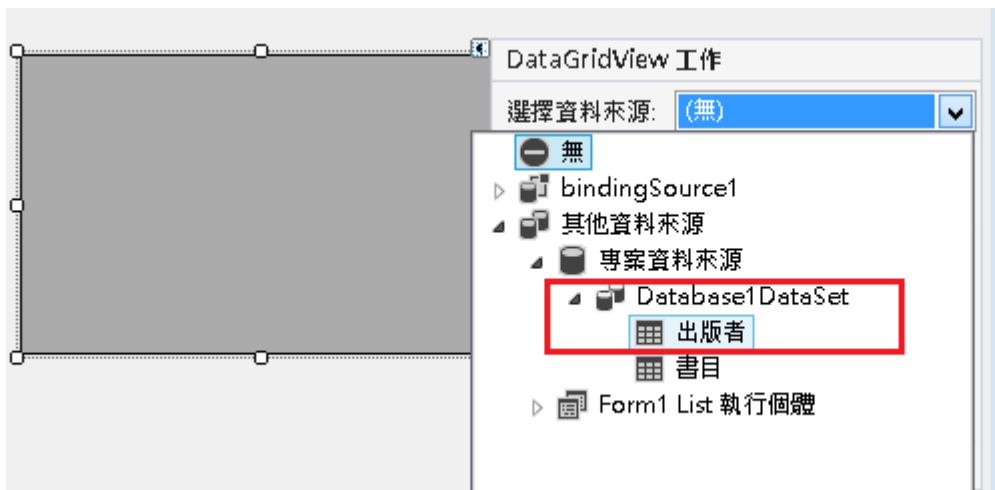 DataGridView 工作
選擇資料來源: (無)
無
bindingSource1
其他資料來源
專案資料來源
Database1DataSet
出版者
書目
Form1 List 執行個體